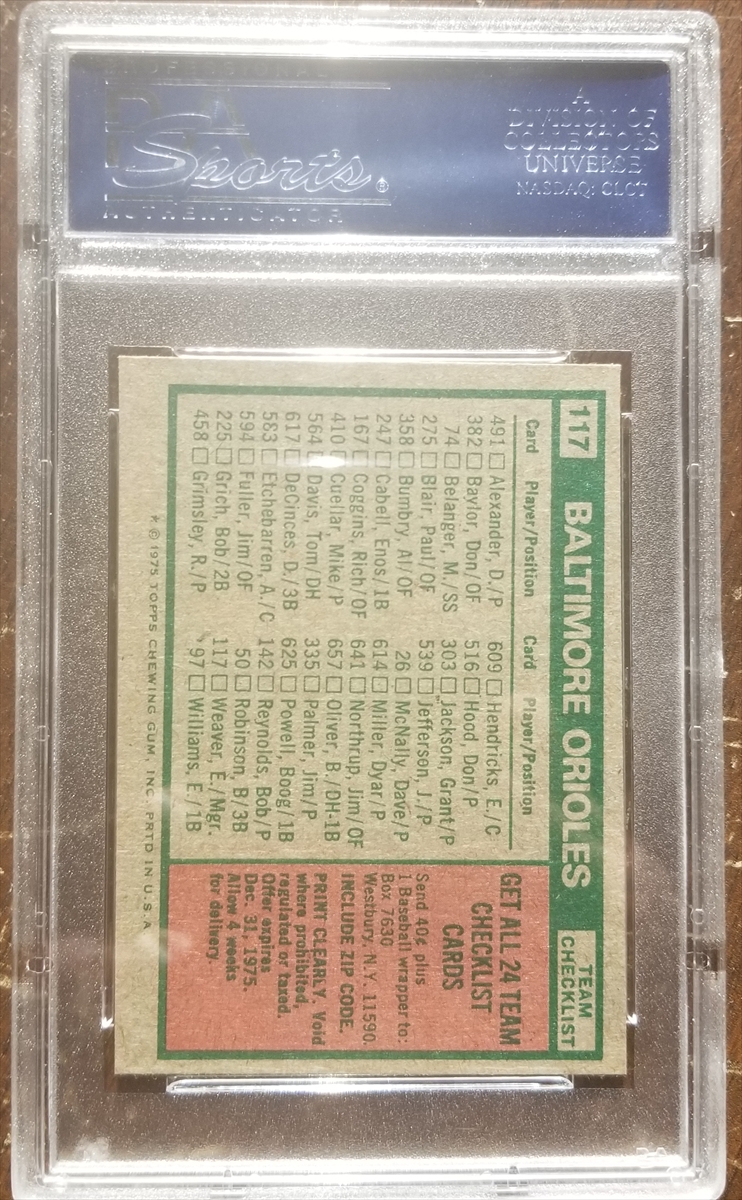 PROFESSIONAL
PSA
Sports®
AUTHENTICATOR
A
DIVISION OF
COLLECTORS
UNIVERSE
NASDAQ: CLCT
117 BALTIMORE ORIOLES
TEAM
CHECKLIST
Card Player/Position
491 Alexander, D./P
382 Baylor, Don/OF
74 Belanger, M./SS
275 Blair, Paul/OF
358 Bumbry, Al/OF
247 Cabell, Enos/1B
167 Coggins, Rich/OF
410 Cuellar, Mike/P
564 Davis, Tom/DH
617 DeCinces, D./3B
583 Etchebarren, A./C
594 Fuller, Jim/OF
225 Grich, Bob/2B
458 Grimsley, R./P
Card Player/Position
609 Hendricks, E./C
516 Hood, Don/P
303 Jackson, Grant/P
539 Jefferson, J./P
26 McNally, Dave/P
614 Miller, Dyar/P
641 Northrup, Jim/OF
657 Oliver, B./DH-1B
335 Palmer, Jim/P
625 Powell, Boog/1B
142 Reynolds, Bob/P
50 Robinson, B/3B
117 Weaver, E./Mgr.
97 Williams, E./1B
GET ALL 24 TEAM
CHECKLIST
CARDS
Send 40¢ plus
1 Baseball wrapper to:
Box 7630
Westbury, N.Y. 11590.
INCLUDE ZIP CODE.
PRINT CLEARLY. Void
where prohibited,
regulated or taxed.
Offer expires
Dec. 31, 1975.
Allow 4 weeks
for delivery.
* © 1975 TOPPS CHEWING GUM, INC. PRTD IN U.S.A.